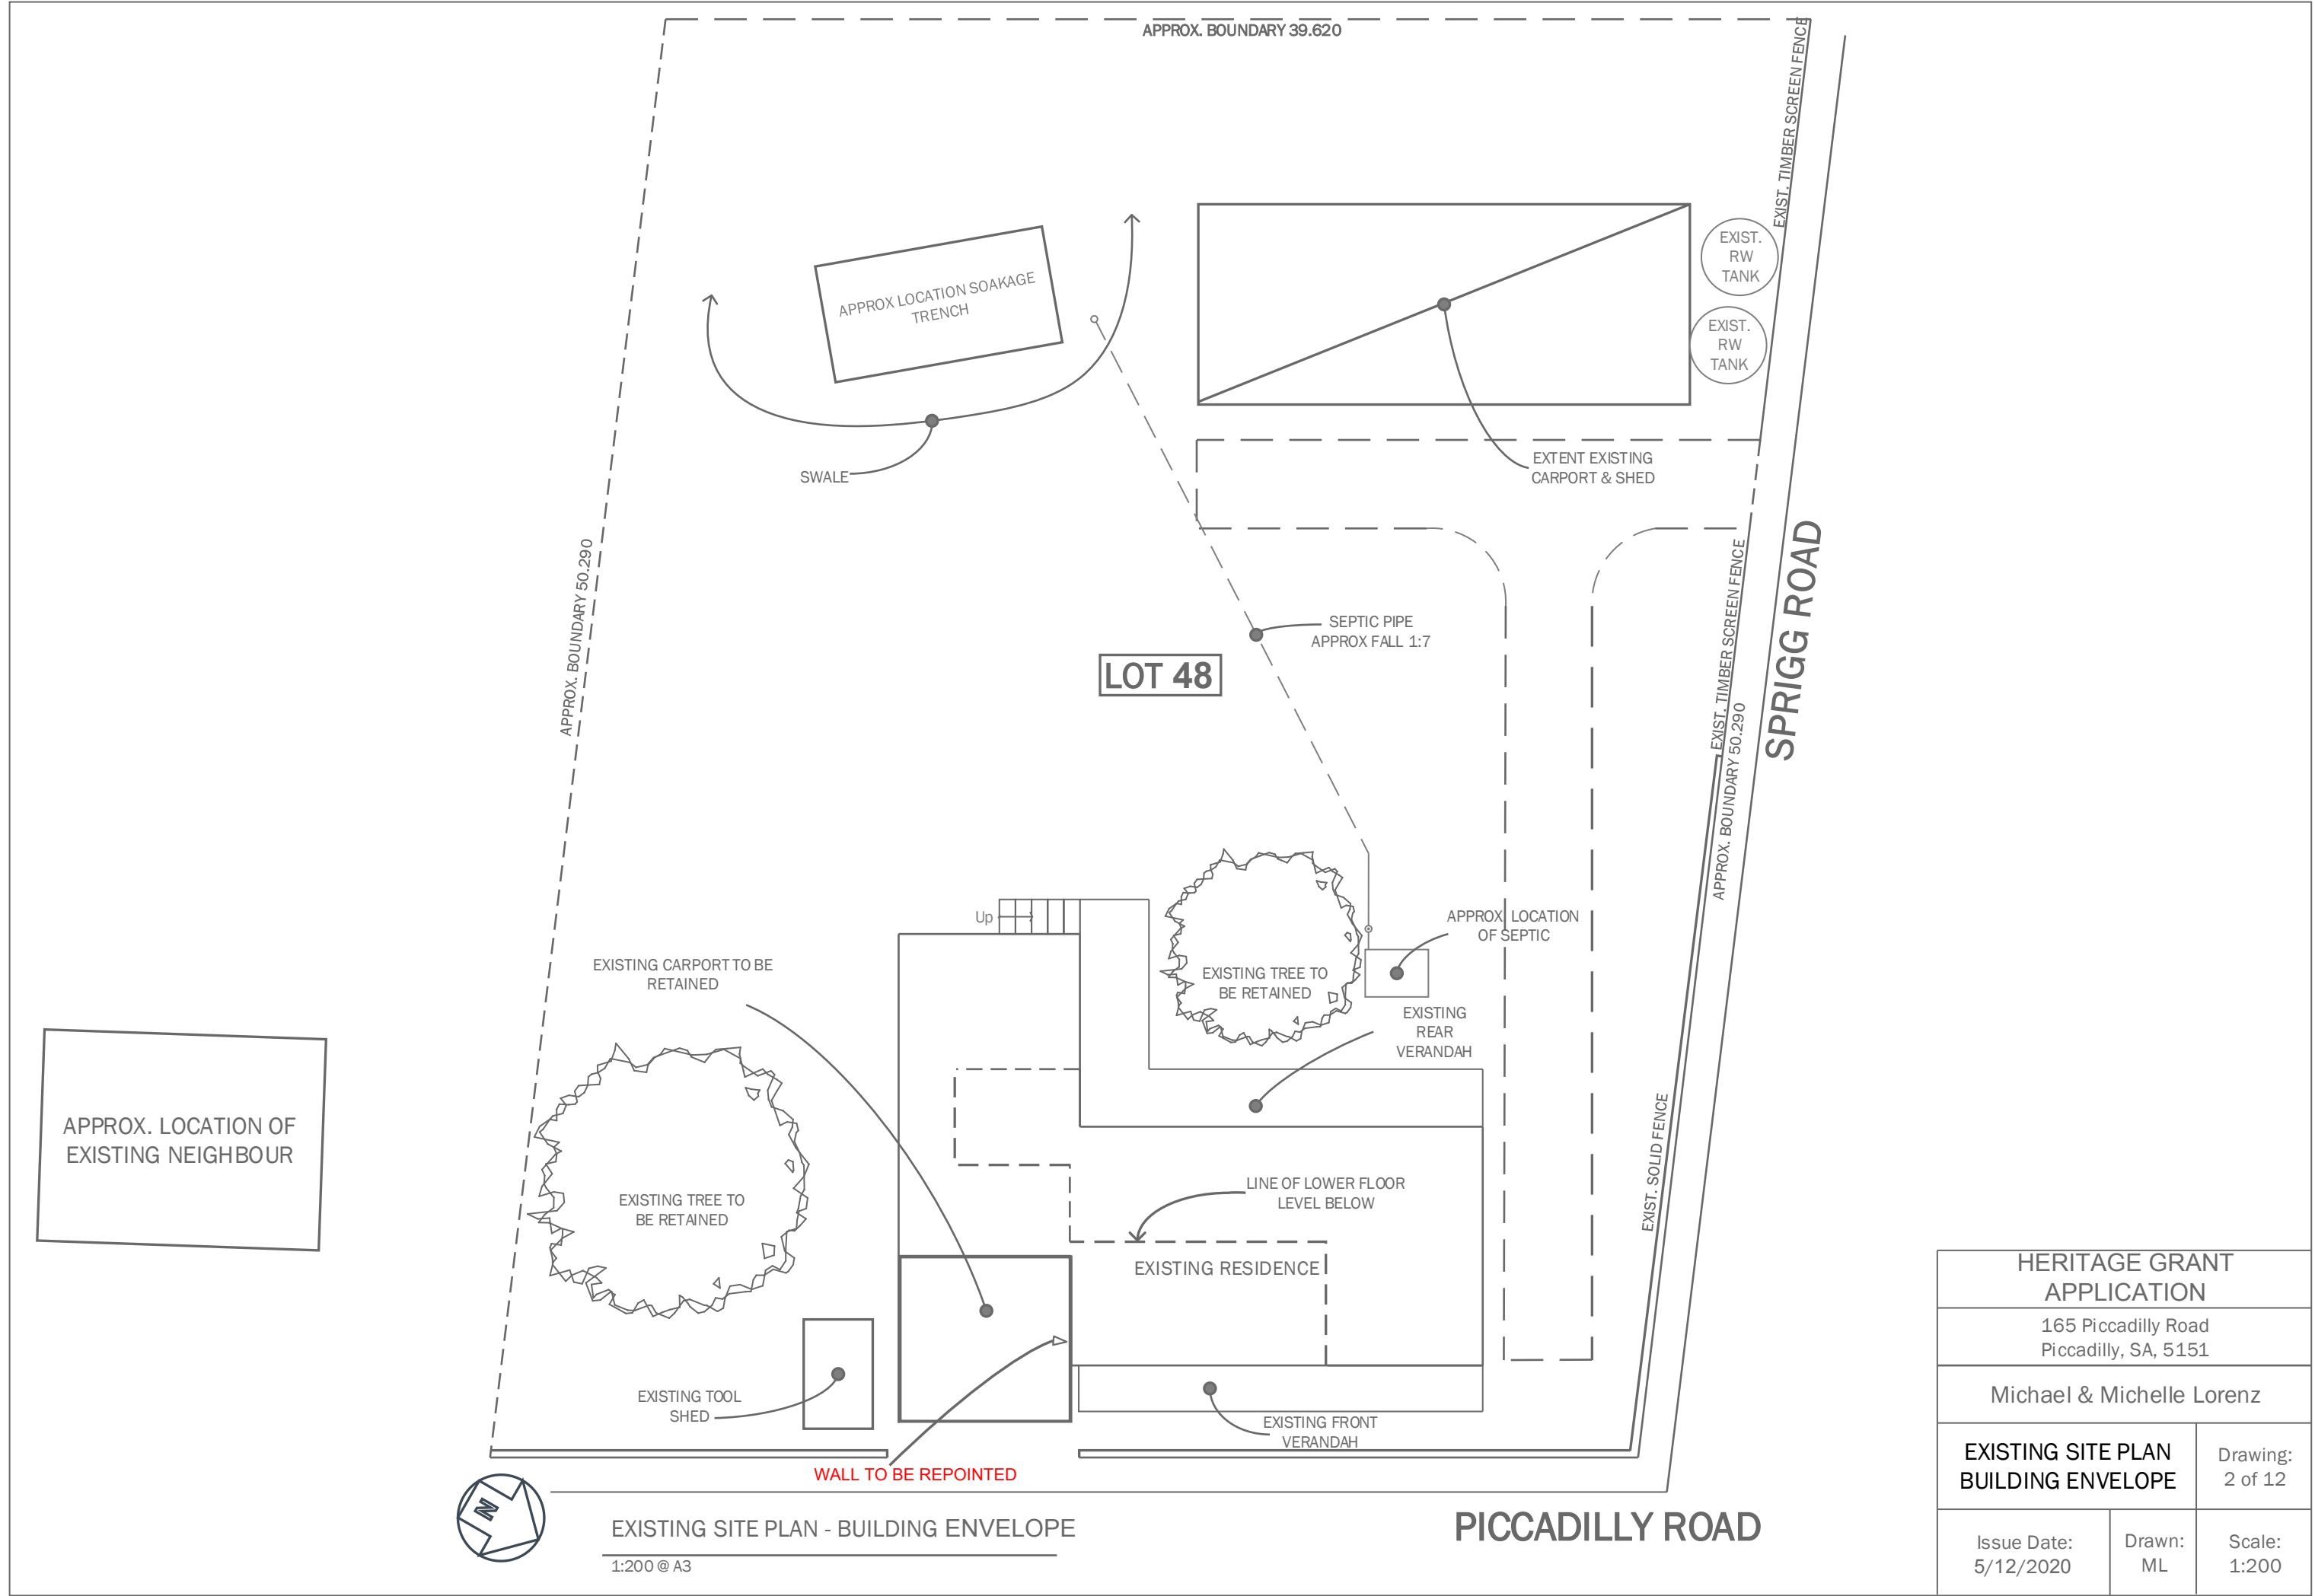 APPROX. BOUNDARY 39.620
EXIST. TIMBER SCREEN FENCE
EXIST.
RW
TANK
EXIST.
RW
TANK
APPROX LOCATION SOAKAGE
TRENCH
SWALE
EXTENT EXISTING
CARPORT & SHED
APPROX. BOUNDARY 50.290
SEPTIC PIPE
APPROX FALL 1:7
LOT 48
EXIST. TIMBER SCREEN FENCE
APPROX. BOUNDARY 50.290
SPRIGG ROAD
Up
APPROX. LOCATION
OF SEPTIC
EXISTING CARPORT TO BE
RETAINED
EXISTING TREE TO
BE RETAINED
EXISTING
REAR
VERANDAH
APPROX. LOCATION OF
EXISTING NEIGHBOUR
EXISTING TREE TO
BE RETAINED
LINE OF LOWER FLOOR
LEVEL BELOW
EXIST. SOLID FENCE
EXISTING RESIDENCE
EXISTING TOOL
SHED
EXISTING FRONT
VERANDAH
WALL TO BE REPOINTED
N
EXISTING SITE PLAN - BUILDING ENVELOPE
1:200 @ A3
PICCADILLY ROAD
HERITAGE GRANT
APPLICATION
165 Piccadilly Road
Piccadilly, SA, 5151
Michael & Michelle Lorenz
EXISTING SITE PLAN
BUILDING ENVELOPE
Drawing:
2 of 12
Issue Date:
5/12/2020
Drawn:
ML
Scale:
1:200